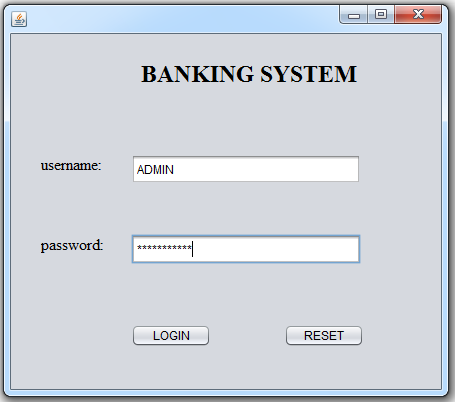 BANKING SYSTEM
username: ADMIN
password: ***********
LOGIN RESET